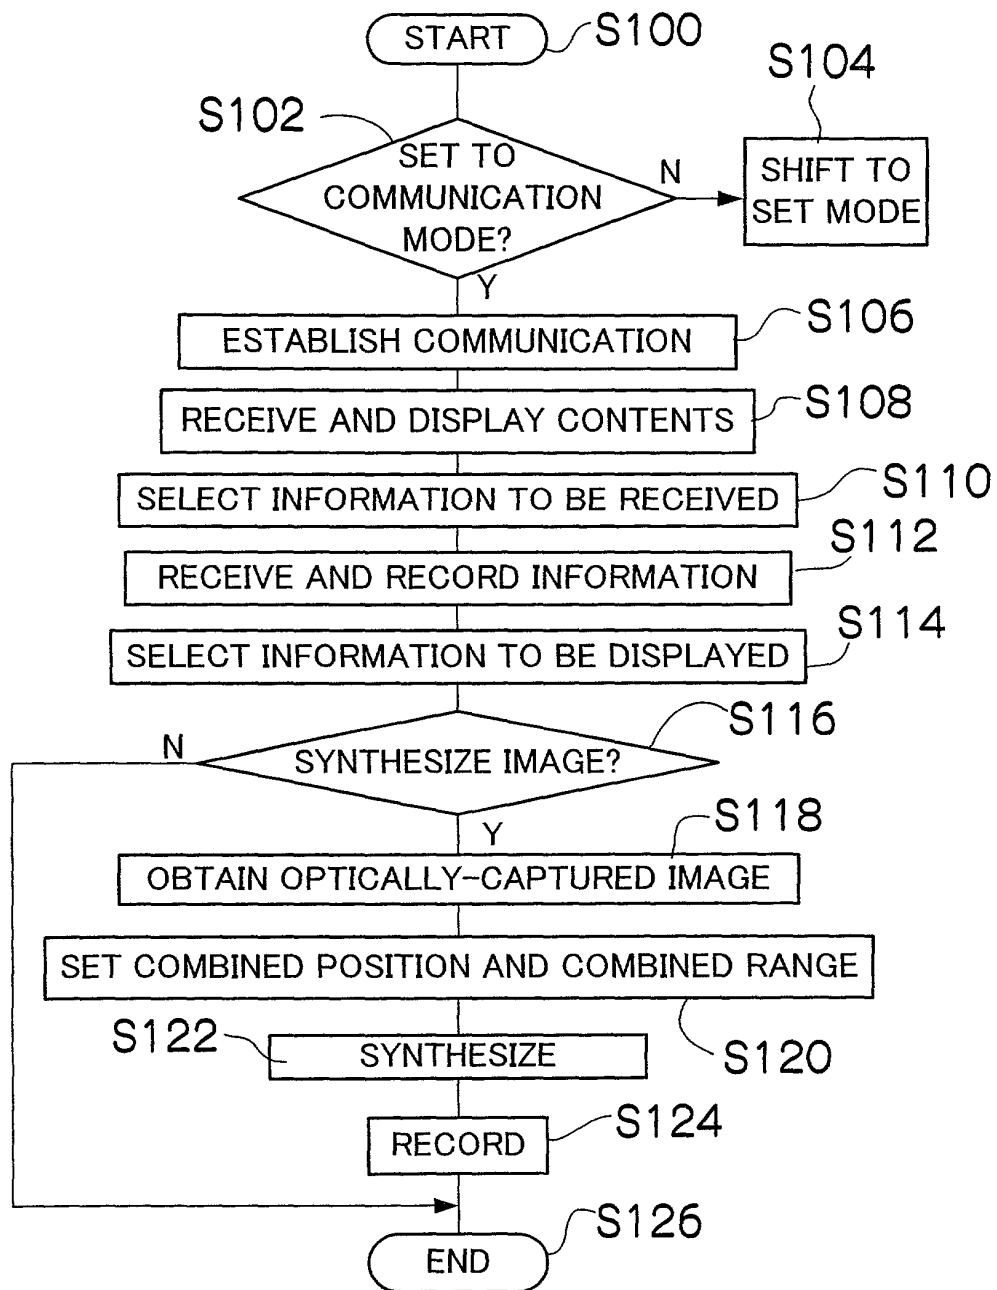 START
S100
S104
S102
SET TO
COMMUNICATION
MODE?
N
SHIFT TO
SET MODE
Y
S106
ESTABLISH COMMUNICATION
S108
RECEIVE AND DISPLAY CONTENTS
S110
SELECT INFORMATION TO BE RECEIVED
S112
RECEIVE AND RECORD INFORMATION
S114
SELECT INFORMATION TO BE DISPLAYED
S116
N
SYNTHESIZE IMAGE?
Y
S118
OBTAIN OPTICALLY-CAPTURED IMAGE
SET COMBINED POSITION AND COMBINED RANGE
S120
S122
SYNTHESIZE
S124
RECORD
S126
END